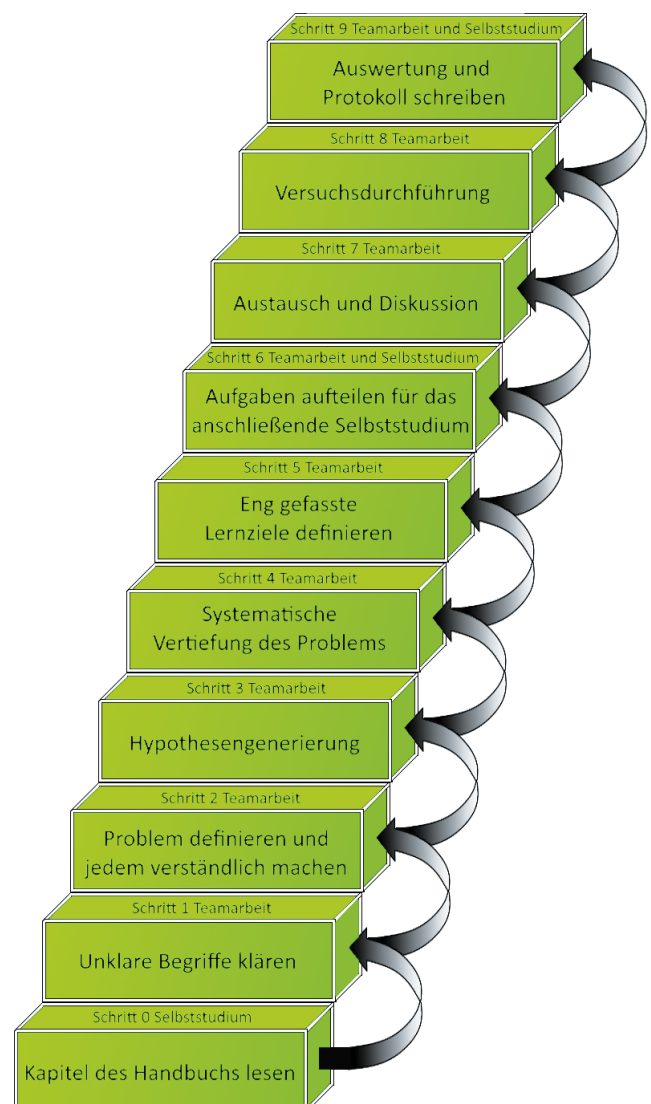 Schritt 9 Teamarbeit und Selbststudium
Auswertung und
Protokoll schreiben
Schritt 8 Teamarbeit
Versuchsdurchführung
Schritt 7 Teamarbeit
Austausch und Diskussion
Schritt 6 Teamarbeit und Selbststudium
Aufgaben aufteilen für das
anschließende Selbststudium
Schritt 5 Teamarbeit
Eng gefasste
Lernziele definieren
Schritt 4 Teamarbeit
Systematische
Vertiefung des Problems
Schritt 3 Teamarbeit
Hypothesengenerierung
Schritt 2 Teamarbeit
Problem definieren und
jedem verständlich machen
Schritt 1 Teamarbeit
Unklare Begriffe klären
Schritt 0 Selbststudium
Kapitel des Handbuchs lesen